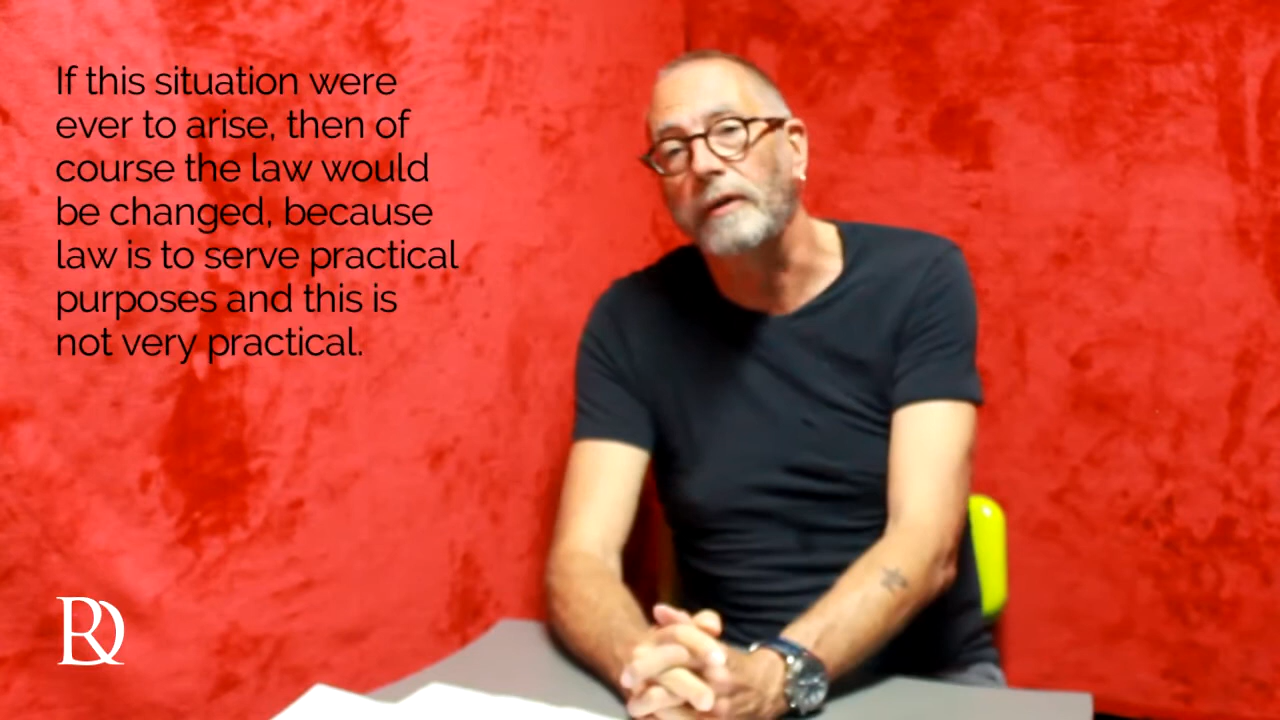 If this situation were
ever to arise, then of
course the law would
be changed, because
law is to serve practical
purposes and this is
not very practical.
RD